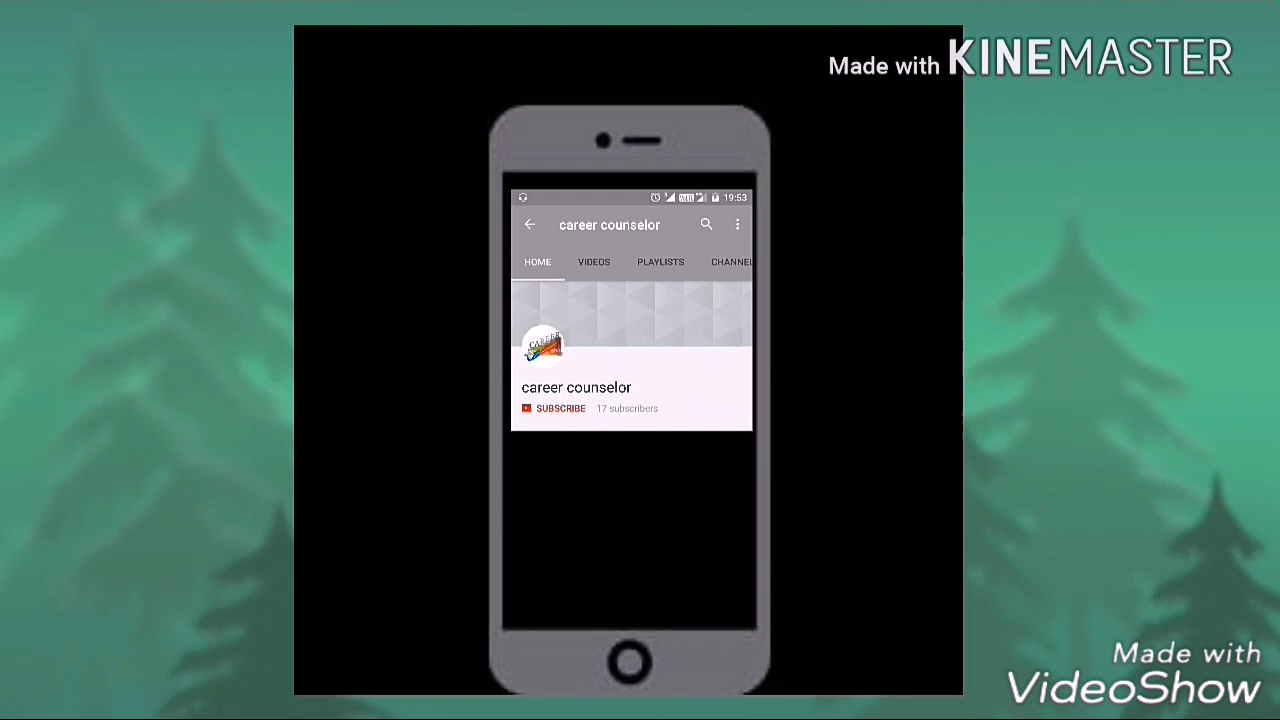 Made with KINEMASTER
19:53
career counselor
HOME VIDEOS PLAYLISTS CHANNEL
CAREER
career counselor
SUBSCRIBE 17 subscribers
Made with
VideoShow